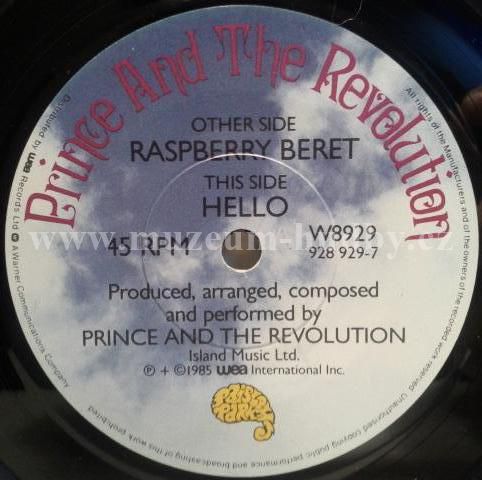 Prince And The Revolution
OTHER SIDE
RASPBERRY BERET
THIS SIDE
HELLO
45 RPM
W8929
928 929-7
www.muzeum-hudby.cz
Produced, arranged, composed
and performed by
PRINCE AND THE REVOLUTION
Island Music Ltd.
℗ + ©1985 wea International Inc.
PAISLEY PARK
Distributed by wea Records Ltd. A Warner Communications Company
All rights of the Manufacturers and of the owners of the recorded work reserved. Unauthorised copying public performance and broadcasting of this work prohibited